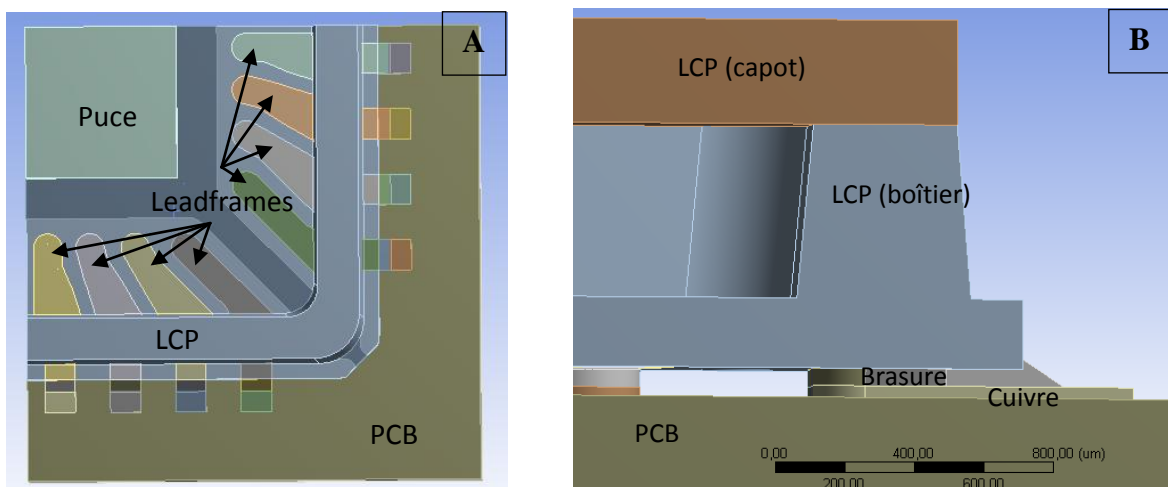 A
Puce
Leadframes
LCP
PCB
B
LCP (capot)
LCP (boîtier)
Brasure
Cuivre
PCB
0,00 400,00 800,00 (um)
200,00 600,00